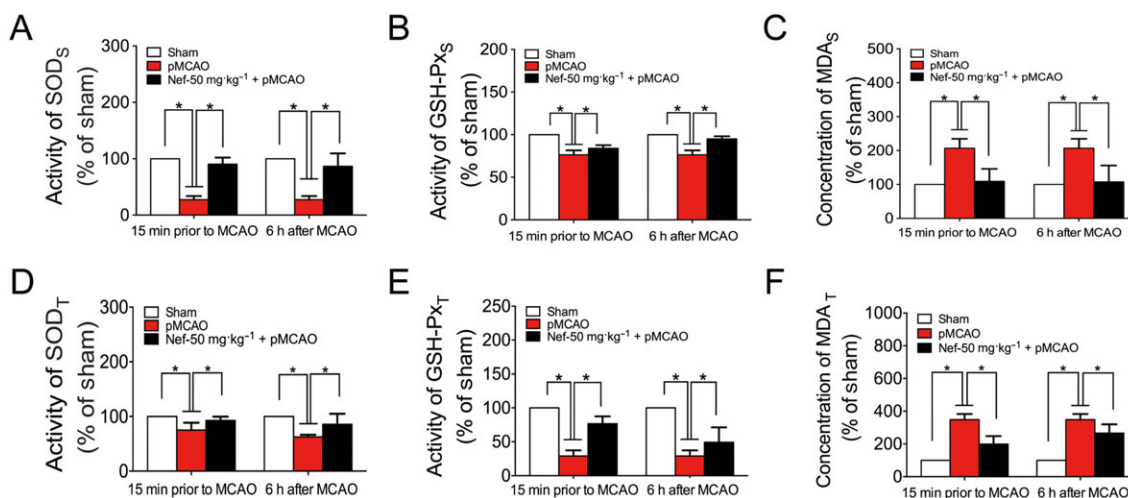 A
Activity of SOD_S
(% of sham)
300
200
100
0
Sham
pMCAO
Nef-50 mg·kg⁻¹ + pMCAO
* * * *
15 min prior to MCAO 6 h after MCAO
B
Activity of GSH-Px_S
(% of sham)
200
150
100
50
0
Sham
pMCAO
Nef-50 mg·kg⁻¹ + pMCAO
* * * *
15 min prior to MCAO 6 h after MCAO
C
Concentration of MDA_S
(% of sham)
500
400
300
200
100
0
Sham
pMCAO
Nef-50 mg·kg⁻¹ + pMCAO
* * * *
15 min prior to MCAO 6 h after MCAO
D
Activity of SOD_T
(% of sham)
300
200
100
0
Sham
pMCAO
Nef-50 mg·kg⁻¹ + pMCAO
* * * *
15 min prior to MCAO 6 h after MCAO
E
Activity of GSH-Px_T
(% of sham)
250
200
150
100
50
0
Sham
pMCAO
Nef-50 mg·kg⁻¹ + pMCAO
* * * *
15 min prior to MCAO 6 h after MCAO
F
Concentration of MDA_T
(% of sham)
1000
800
600
400
200
0
Sham
pMCAO
Nef-50 mg·kg⁻¹ + pMCAO
* * * *
15 min prior to MCAO 6 h after MCAO